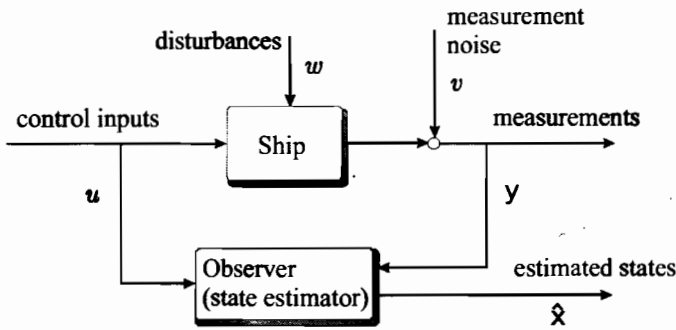 measurement
noise
disturbances
w
v
control inputs
Ship
measurements
u
y
Observer
(state estimator)
estimated states
x̂